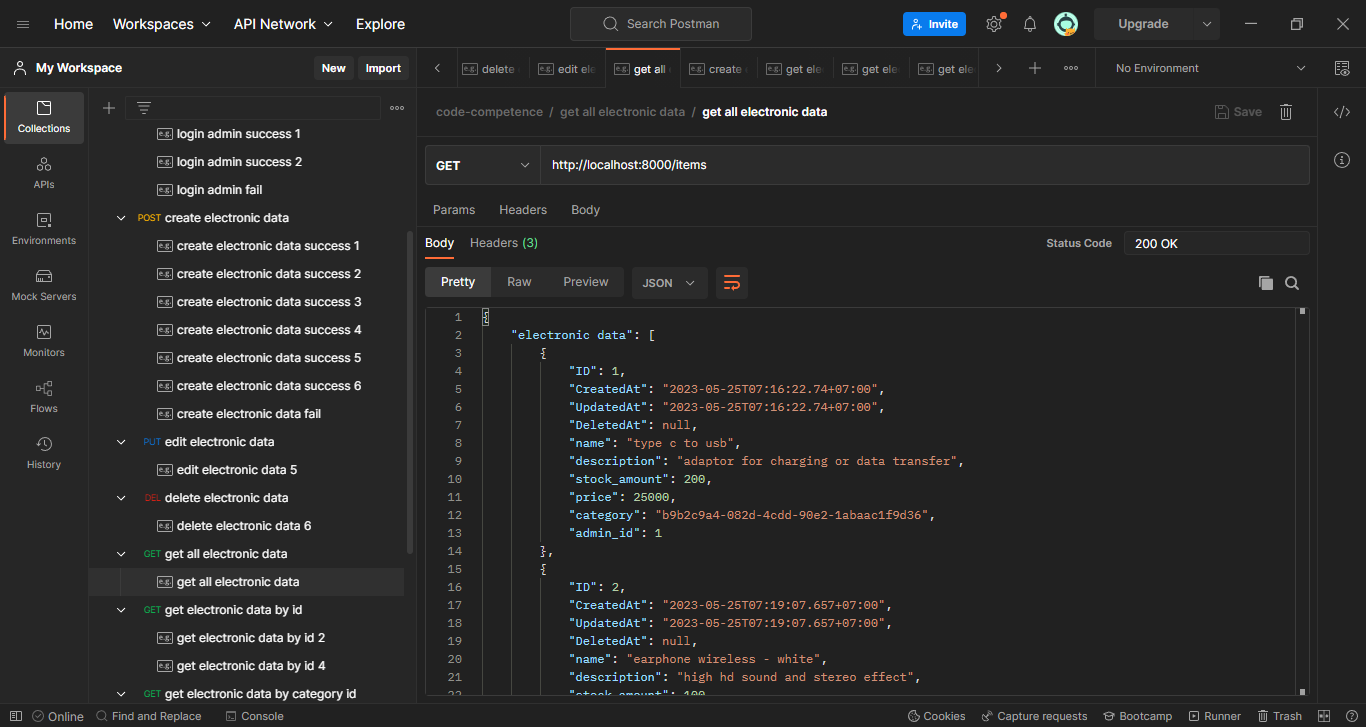 Home Workspaces API Network Explore Search Postman Invite Upgrade
My Workspace New Import
delete edit ele get all create get ele get ele get ele No Environment
Collections
APIs
Environments
Mock Servers
Monitors
Flows
History
e.g. login admin success 1
e.g. login admin success 2
e.g. login admin fail
POST create electronic data
e.g. create electronic data success 1
e.g. create electronic data success 2
e.g. create electronic data success 3
e.g. create electronic data success 4
e.g. create electronic data success 5
e.g. create electronic data success 6
e.g. create electronic data fail
PUT edit electronic data
e.g. edit electronic data 5
DEL delete electronic data
e.g. delete electronic data 6
GET get all electronic data
e.g. get all electronic data
GET get electronic data by id
e.g. get electronic data by id 2
e.g. get electronic data by id 4
GET get electronic data by category id
code-competence / get all electronic data / get all electronic data Save
GET http://localhost:8000/items
Params Headers Body
Body Headers (3) Status Code 200 OK
Pretty Raw Preview JSON
1 {
2 "electronic data": [
3 {
4 "ID": 1,
5 "CreatedAt": "2023-05-25T07:16:22.74+07:00",
6 "UpdatedAt": "2023-05-25T07:16:22.74+07:00",
7 "DeletedAt": null,
8 "name": "type c to usb",
9 "description": "adaptor for charging or data transfer",
10 "stock_amount": 200,
11 "price": 25000,
12 "category": "b9b2c9a4-082d-4cdd-90e2-1abaac1f9d36",
13 "admin_id": 1
14 },
15 {
16 "ID": 2,
17 "CreatedAt": "2023-05-25T07:19:07.657+07:00",
18 "UpdatedAt": "2023-05-25T07:19:07.657+07:00",
19 "DeletedAt": null,
20 "name": "earphone wireless - white",
21 "description": "high hd sound and stereo effect",
22 "stock_amount": 100,
Online Find and Replace Console Cookies Capture requests Bootcamp Runner Trash